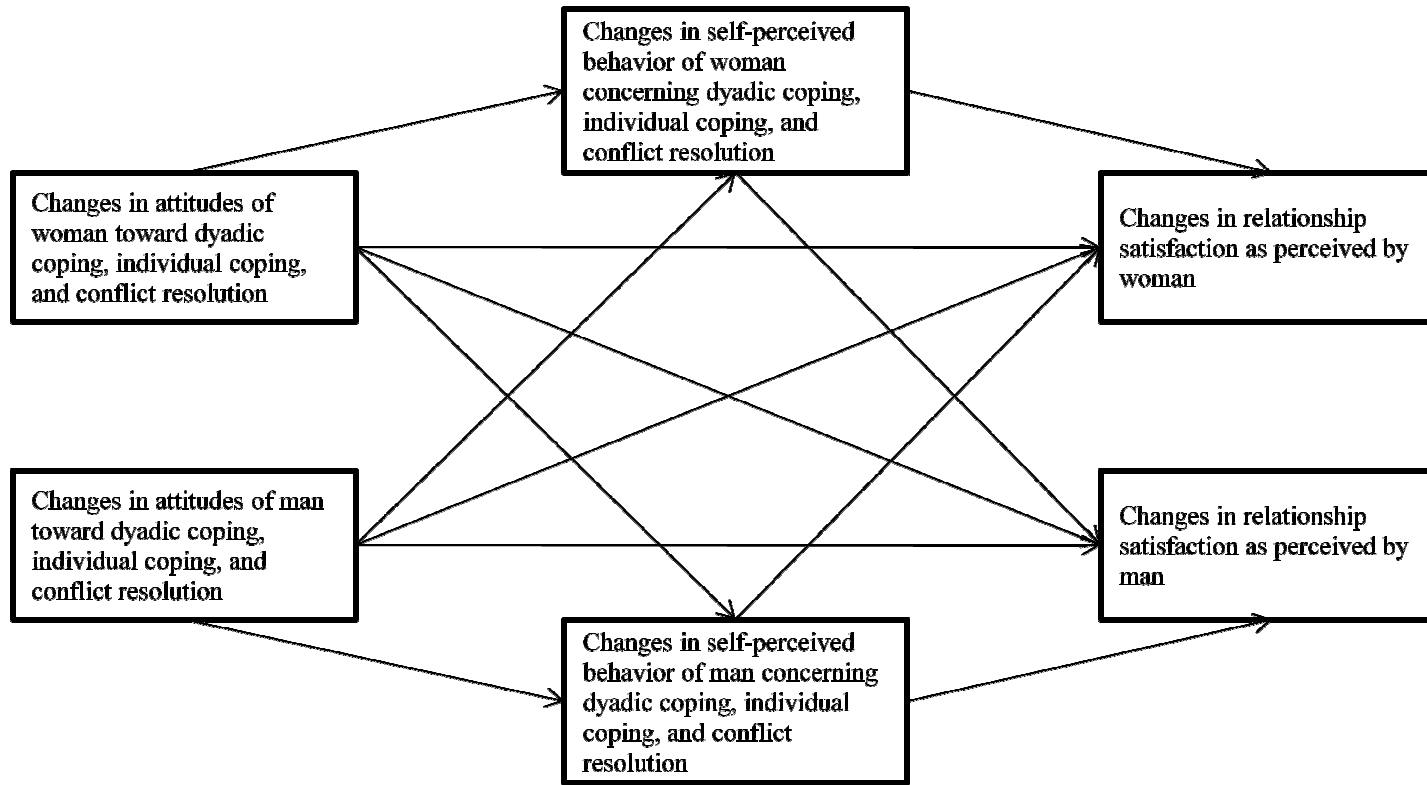 Changes in self-perceived
behavior of woman
concerning dyadic coping,
individual coping, and
conflict resolution
Changes in attitudes of
woman toward dyadic
coping, individual coping,
and conflict resolution
Changes in relationship
satisfaction as perceived by
woman
Changes in attitudes of man
toward dyadic coping,
individual coping, and
conflict resolution
Changes in relationship
satisfaction as perceived by
man
Changes in self-perceived
behavior of man concerning
dyadic coping, individual
coping, and conflict
resolution